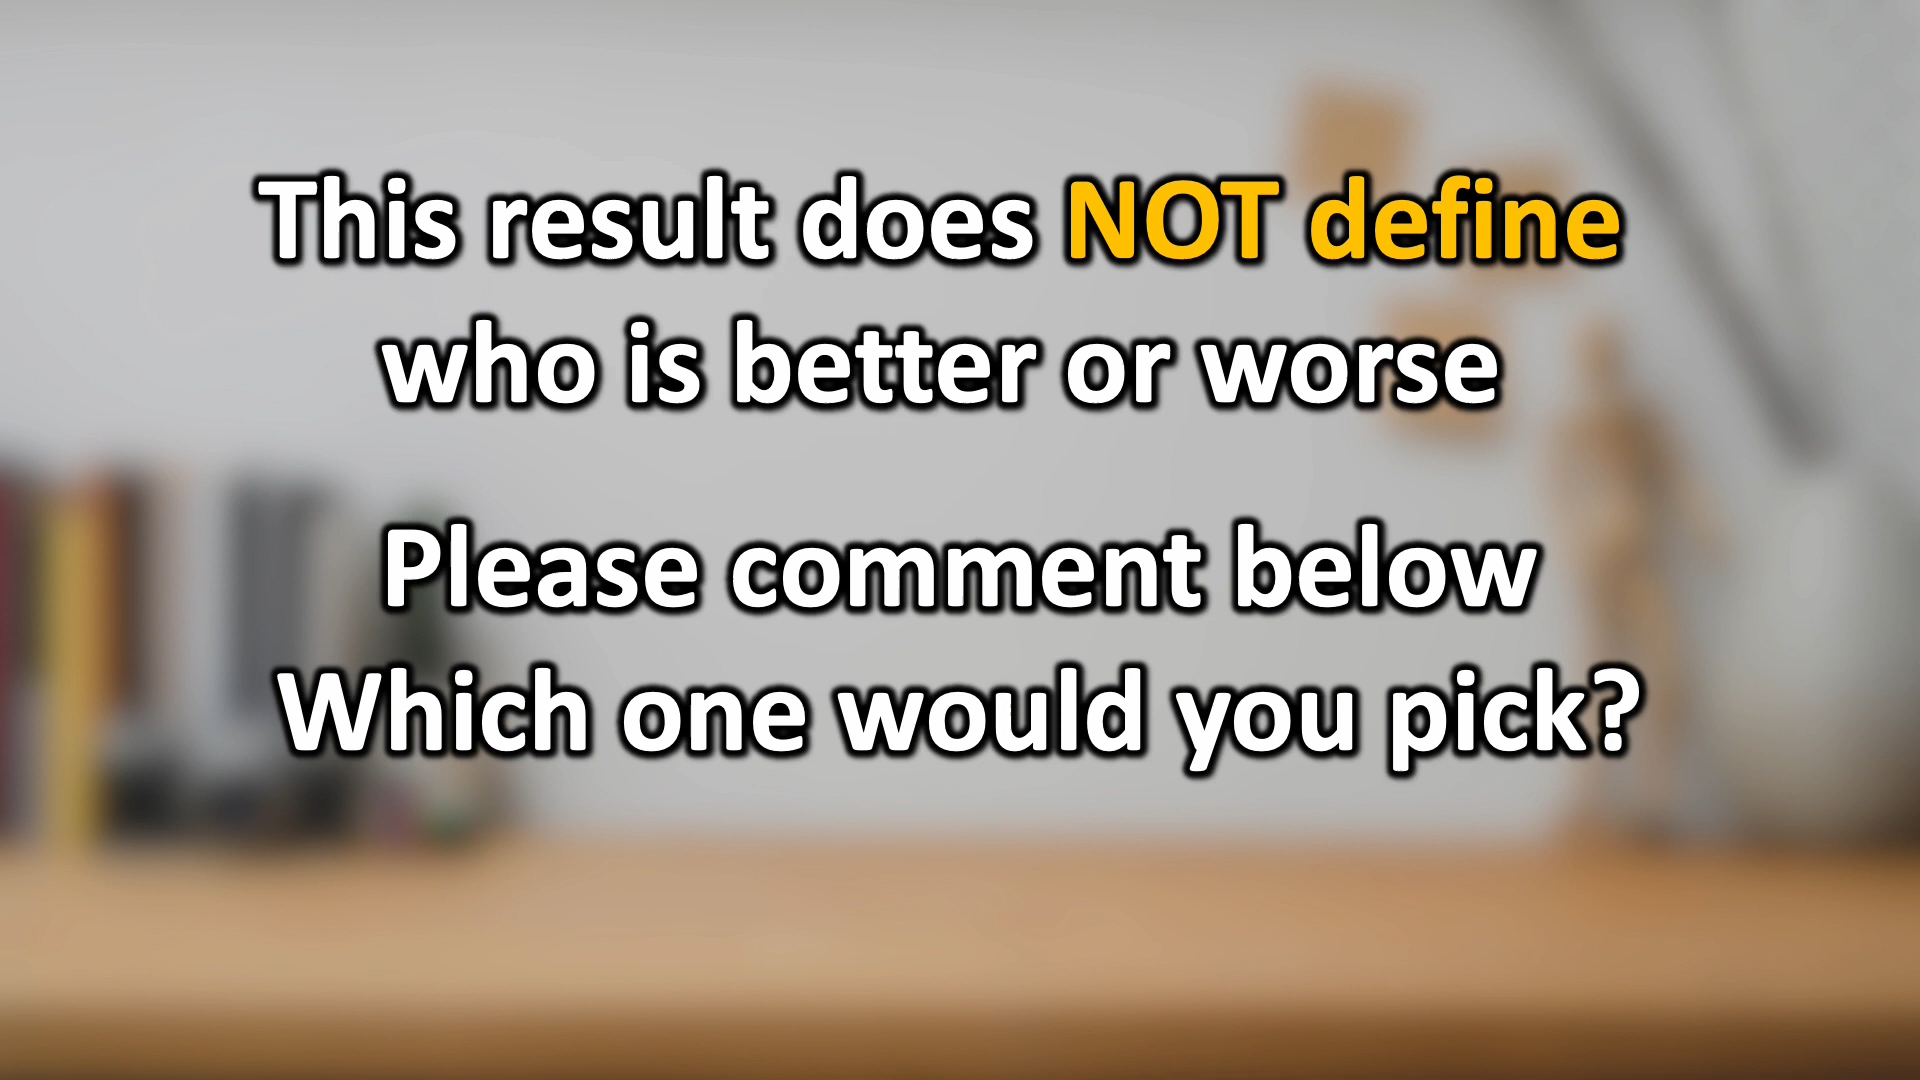 This result does NOT define
who is better or worse
Please comment below
Which one would you pick?